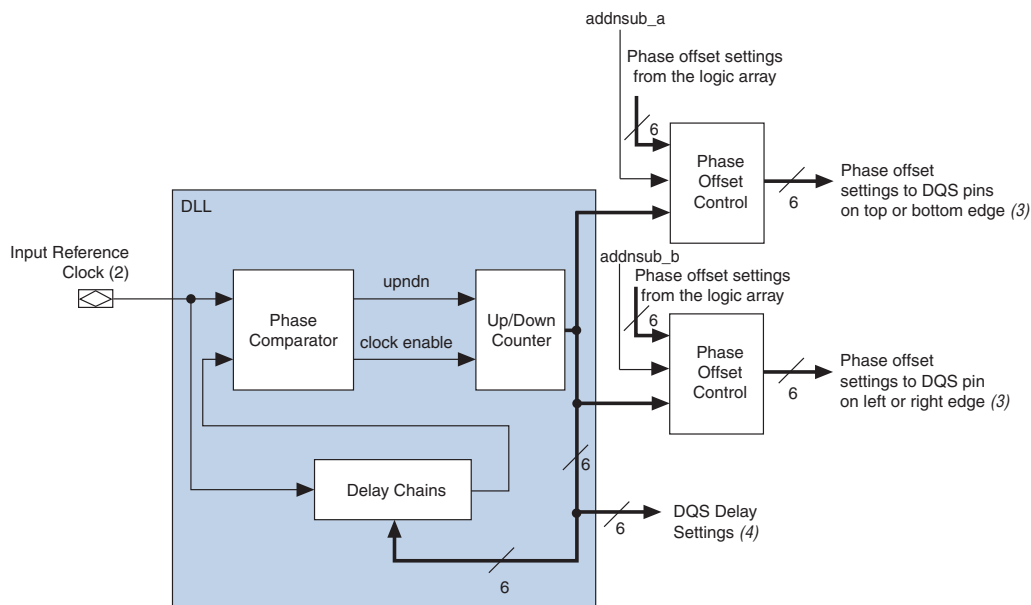 addnsub_a
Phase offset settings
from the logic array
6
Phase
Offset
Control
6
Phase offset
settings to DQS pins
on top or bottom edge (3)
DLL
Input Reference
Clock (2)
addnsub_b
Phase offset settings
from the logic array
6
upndn
Phase
Comparator
clock enable
Up/Down
Counter
Phase
Offset
Control
6
Phase offset
settings to DQS pin
on left or right edge (3)
6
Delay Chains
6
DQS Delay
Settings (4)
6